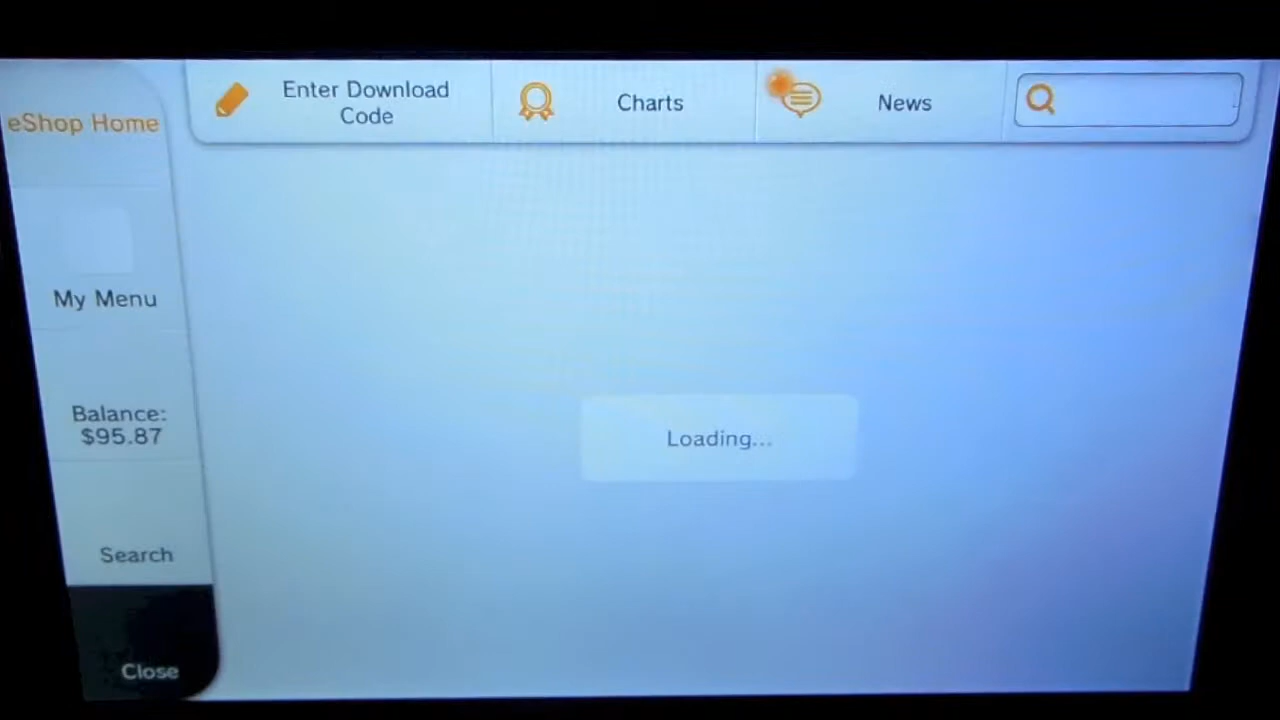 eShop Home
Enter Download
Code
Charts
News
My Menu
Balance:
$95.87
Loading...
Search
Close